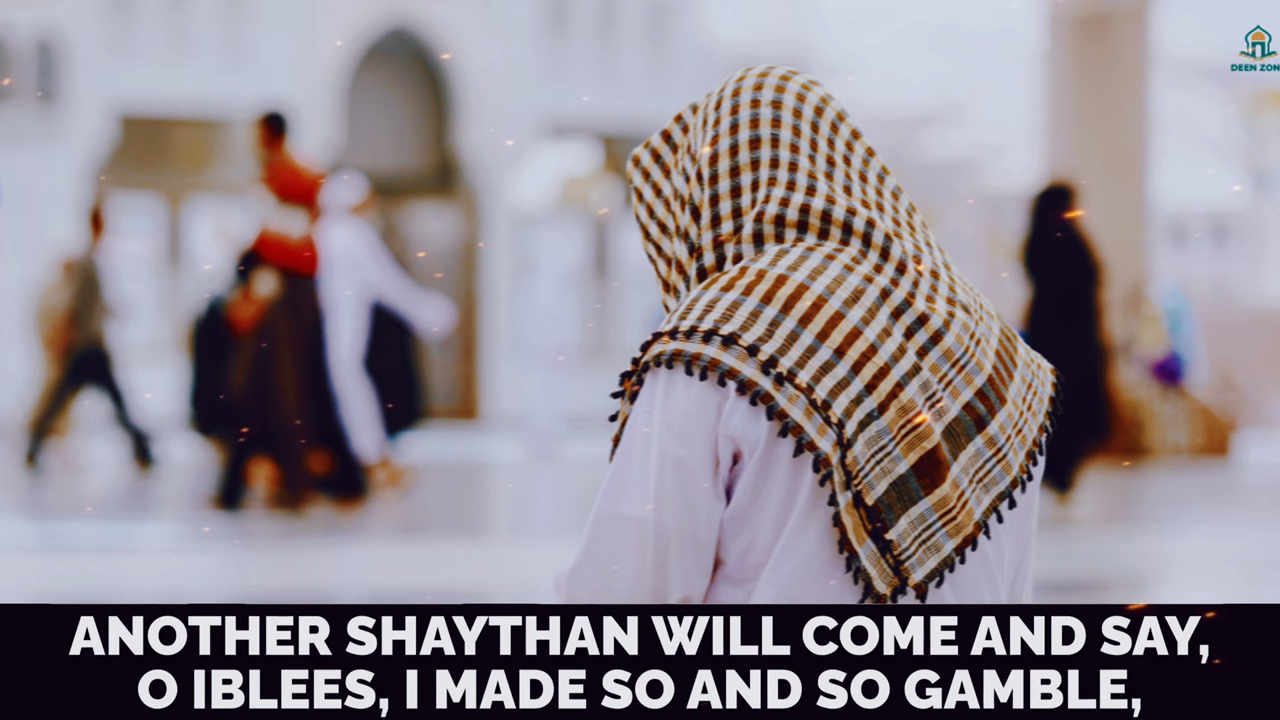 DEEN ZON
ANOTHER SHAYTHAN WILL COME AND SAY,
O IBLEES, I MADE SO AND SO GAMBLE,